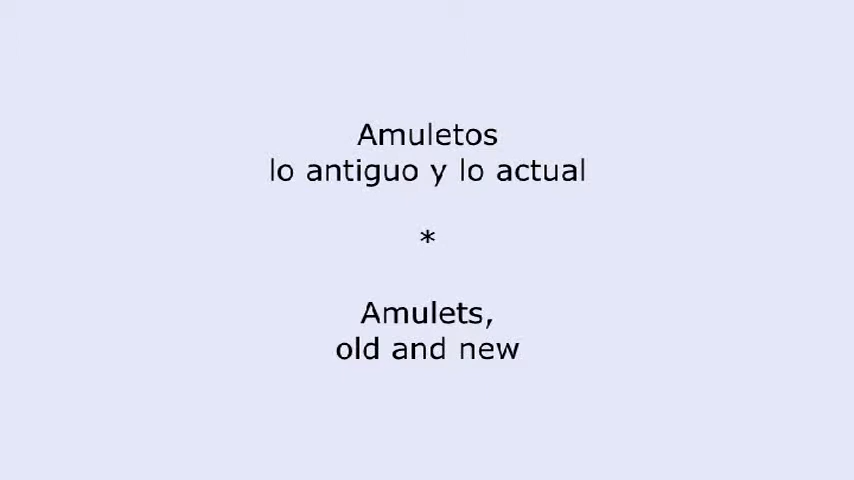 Amuletos
lo antiguo y lo actual
*
Amulets,
old and new